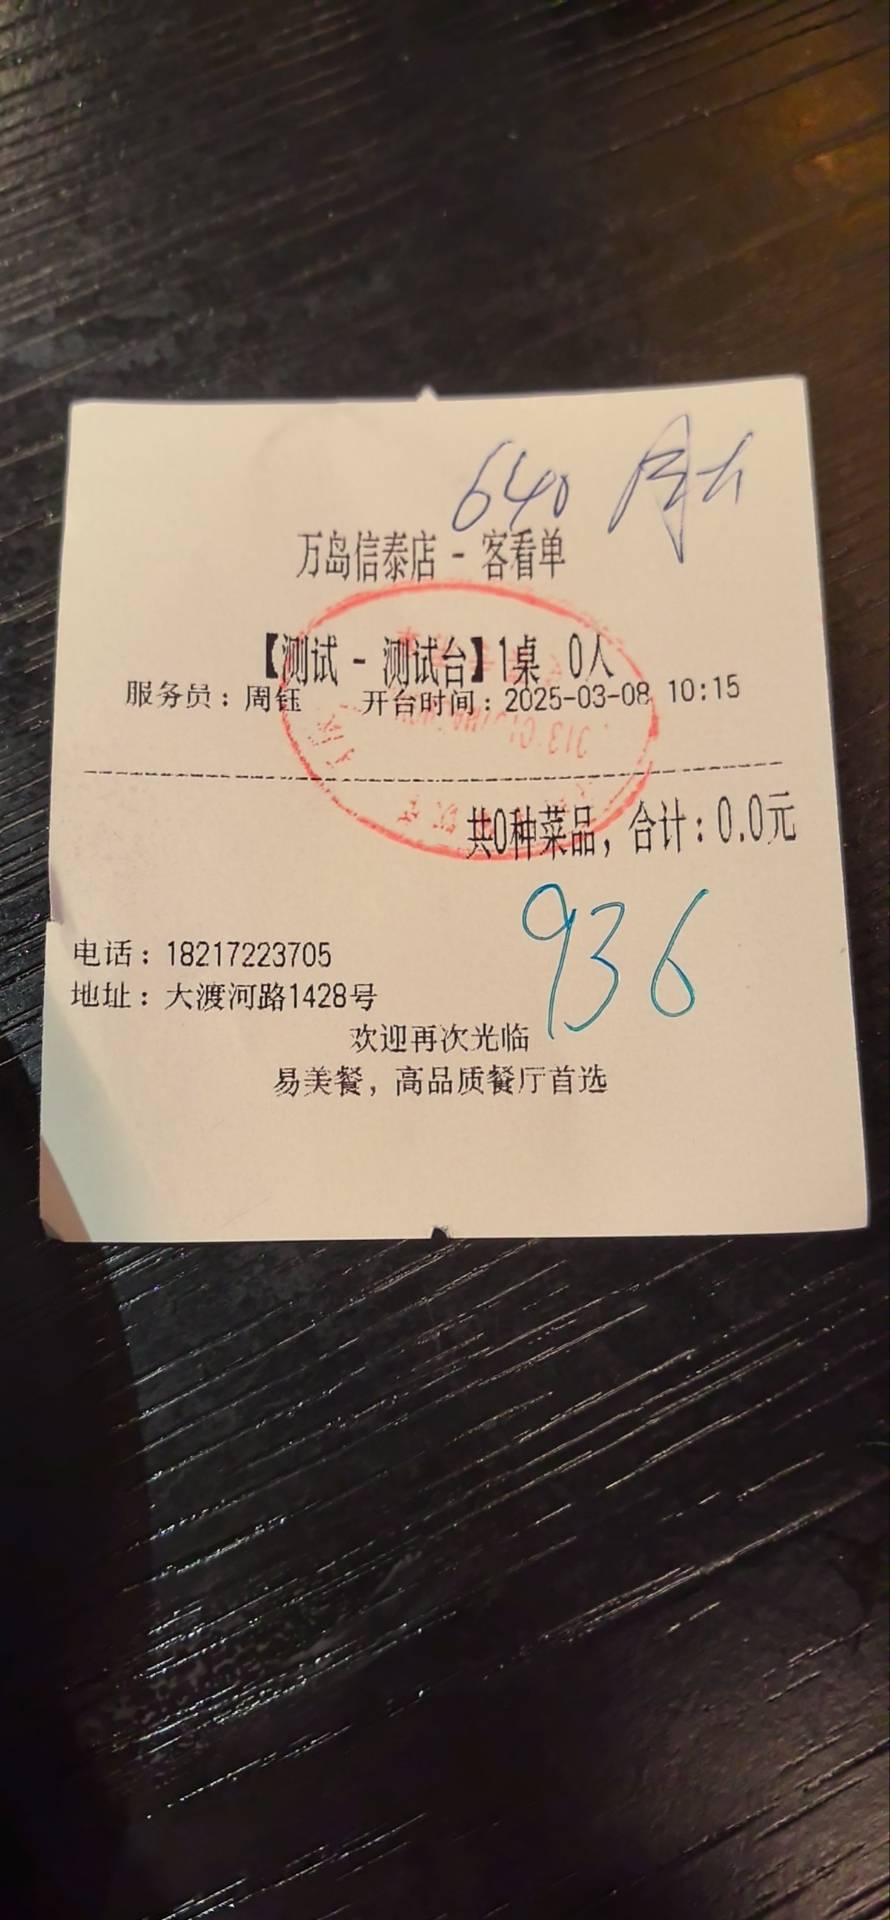 640
万岛信泰店 - 客看单
【测试 - 测试台】1桌 0人
服务员：周钰 开台时间：2025-03-08 10:15
共0种菜品，合计：0.0元
936
电话：18217223705
地址：大渡河路1428号
欢迎再次光临
易美餐，高品质餐厅首选